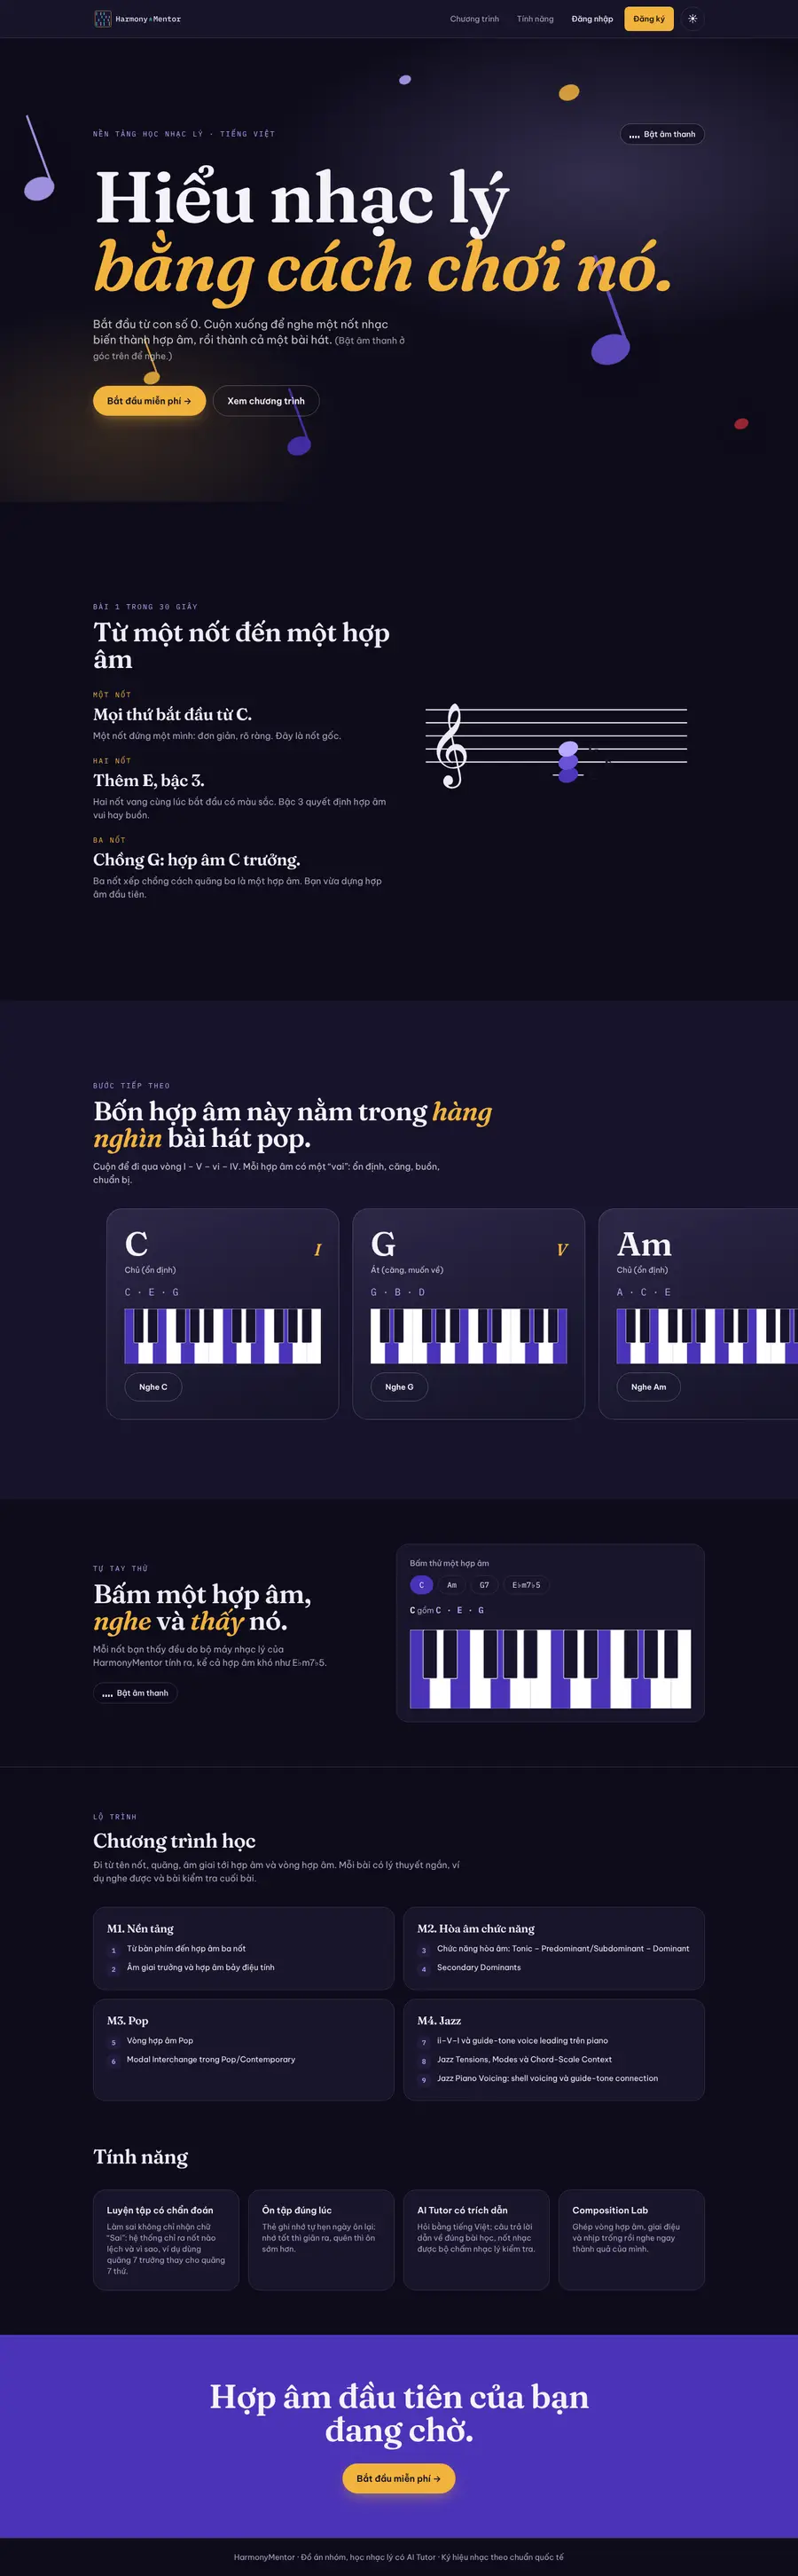 Harmony Mentor
Chương trình
Tính năng
Đăng nhập
Đăng ký
NỀN TẢNG HỌC NHẠC LÝ · TIẾNG VIỆT
Bật âm thanh
Hiểu nhạc lý
bằng cách chơi nó.
Bắt đầu từ con số 0. Cuộn xuống để nghe một nốt nhạc
biến thành hợp âm, rồi thành cả một bài hát. (Bật âm thanh ở
góc trên để nghe.)
Bắt đầu miễn phí →
Xem chương trình
BÀI 1 TRONG 30 GIÂY
Từ một nốt đến một hợp
âm
MỘT NỐT
Mọi thứ bắt đầu từ C.
Một nốt đứng một mình: đơn giản, rõ ràng. Đây là nốt gốc.
HAI NỐT
Thêm E, bậc 3.
Hai nốt vang cùng lúc bắt đầu có màu sắc. Bậc 3 quyết định hợp âm
vui hay buồn.
BA NỐT
Chồng G: hợp âm C trưởng.
Ba nốt xếp chồng cách quãng ba là một hợp âm. Bạn vừa dựng hợp
âm đầu tiên.
BƯỚC TIẾP THEO
Bốn hợp âm này nằm trong hàng
nghìn bài hát pop.
Cuộn để đi qua vòng I – V – vi – IV. Mỗi hợp âm có một “vai”: ổn định, căng, buồn,
chuẩn bị.
C
I
Chủ (ổn định)
C · E · G
Nghe C
G
V
Át (căng, muốn về)
G · B · D
Nghe G
Am
Chủ (ổn định)
A · C · E
Nghe Am
TỰ TAY THỬ
Bấm một hợp âm,
nghe và thấy nó.
Mỗi nốt bạn thấy đều do bộ máy nhạc lý của
HarmonyMentor tính ra, kể cả hợp âm khó như E♭m7♭5.
Bật âm thanh
Bấm thử một hợp âm
C
Am
G7
E♭m7♭5
C gồm C · E · G
LỘ TRÌNH
Chương trình học
Đi từ tên nốt, quãng, âm giai tới hợp âm và vòng hợp âm. Mỗi bài có lý thuyết ngắn, ví
dụ nghe được và bài kiểm tra cuối bài.
M1. Nền tảng
1 Từ bàn phím đến hợp âm ba nốt
2 Âm giai trưởng và hợp âm bảy điệu tính
M2. Hòa âm chức năng
3 Chức năng hòa âm: Tonic – Predominant/Subdominant – Dominant
4 Secondary Dominants
M3. Pop
5 Vòng hợp âm Pop
6 Modal Interchange trong Pop/Contemporary
M4. Jazz
7 ii–V–I và guide-tone voice leading trên piano
8 Jazz Tensions, Modes và Chord-Scale Context
9 Jazz Piano Voicing: shell voicing và guide-tone connection
Tính năng
Luyện tập có chẩn đoán
Làm sai không chỉ nhận chữ
“Sai”: hệ thống chỉ ra nốt nào
lệch và vì sao, ví dụ dùng
quãng 7 trưởng thay cho quãng
7 thứ.
Ôn tập đúng lúc
Thẻ ghi nhớ tự hẹn ngày ôn lại:
nhớ tốt thì giãn ra, quên thì ôn
sớm hơn.
AI Tutor có trích dẫn
Hỏi bằng tiếng Việt; câu trả lời
dẫn về đúng bài học, nốt nhạc
được bộ chấm nhạc lý kiểm tra.
Composition Lab
Ghép vòng hợp âm, giai điệu
và nhịp trống rồi nghe ngay
thành quả của mình.
Hợp âm đầu tiên của bạn
đang chờ.
Bắt đầu miễn phí →
HarmonyMentor · Đồ án nhóm, học nhạc lý có AI Tutor · Ký hiệu nhạc theo chuẩn quốc tế